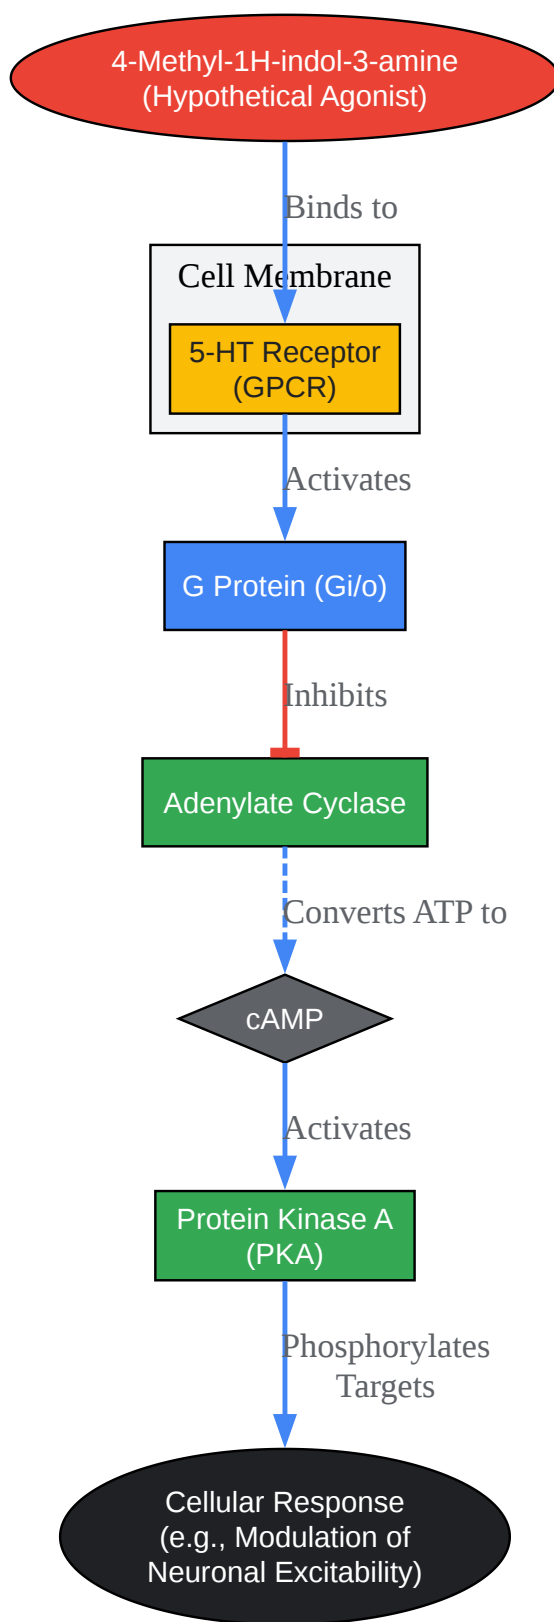 4-Methyl-1H-indol-3-amine
(Hypothetical Agonist)
Binds to
Cell Membrane
5-HT Receptor
(GPCR)
Activates
G Protein (Gi/o)
Inhibits
Adenylate Cyclase
Converts ATP to
cAMP
Activates
Protein Kinase A
(PKA)
Phosphorylates
Targets
Cellular Response
(e.g., Modulation of
Neuronal Excitability)